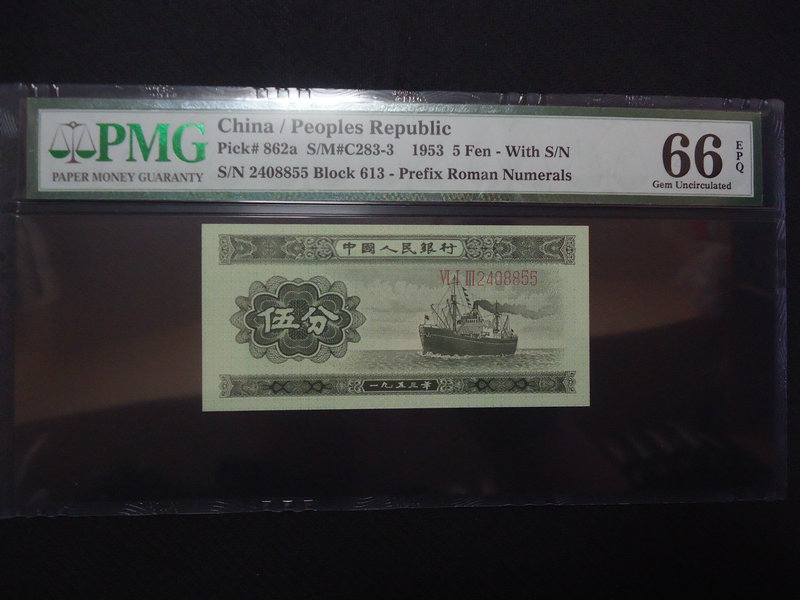 PMG
PAPER MONEY GUARANTY
China / Peoples Republic
Pick# 862a S/M#C283-3 1953 5 Fen - With S/N
S/N 2408855 Block 613 - Prefix Roman Numerals
66
EPQ
Gem Uncirculated
中國人民銀行
VI I III 2408855
伍分
一九五三年